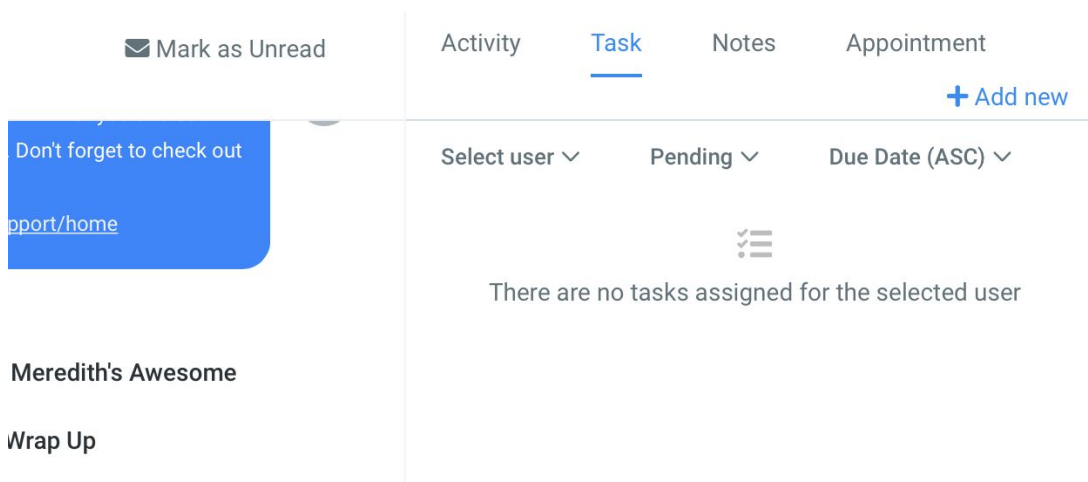 Mark as Unread
Activity Task Notes Appointment
Add new
. Don't forget to check out
pport/home
Select user Pending Due Date (ASC)
There are no tasks assigned for the selected user
Meredith's Awesome
Wrap Up